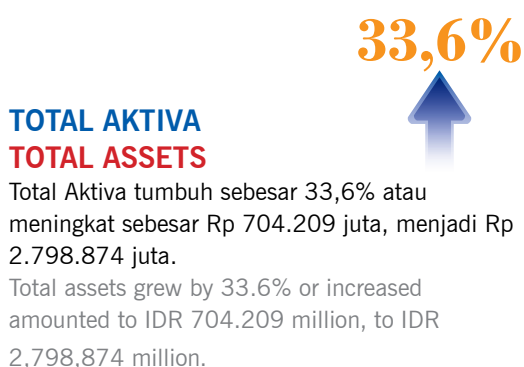 33,6%
TOTAL AKTIVA
TOTAL ASSETS
Total Aktiva tumbuh sebesar 33,6% atau
meningkat sebesar Rp 704.209 juta, menjadi Rp
2.798.874 juta.
Total assets grew by 33.6% or increased
amounted to IDR 704.209 million, to IDR
2,798,874 million.